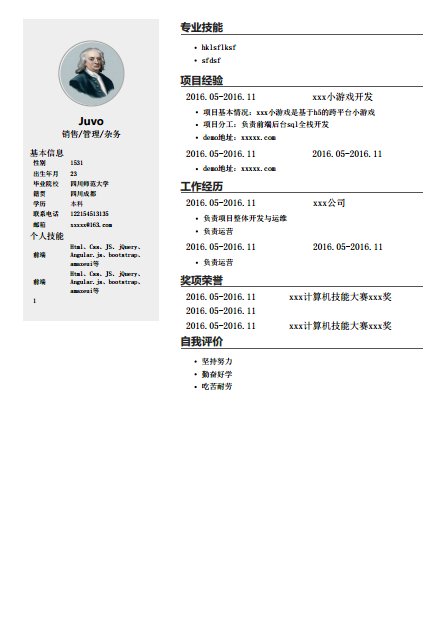 Juvo
销售/管理/杂务
基本信息
性别 1531
出生年月 23
毕业院校 四川师范大学
籍贯 四川成都
学历 本科
联系电话 122154513135
邮箱 xxxxx@163.com
个人技能
前端 Html、Css、JS、jQuery、
Angular.js、bootstrap、
amazeui等
前端 Html、Css、JS、jQuery、
Angular.js、bootstrap、
amazeui等
1
专业技能
• hklsflksf
• sfdsf
项目经验
2016.05-2016.11 xxx小游戏开发
• 项目基本情况：xxx小游戏是基于h5的跨平台小游戏
• 项目分工：负责前端后台sql全栈开发
• demo地址：xxxxx.com
2016.05-2016.11 2016.05-2016.11
• demo地址：xxxxx.com
工作经历
2016.05-2016.11 xxx公司
• 负责项目整体开发与运维
• 负责运营
2016.05-2016.11 2016.05-2016.11
• 负责运营
奖项荣誉
2016.05-2016.11 xxx计算机技能大赛xxx奖
2016.05-2016.11
2016.05-2016.11 xxx计算机技能大赛xxx奖
自我评价
• 坚持努力
• 勤奋好学
• 吃苦耐劳